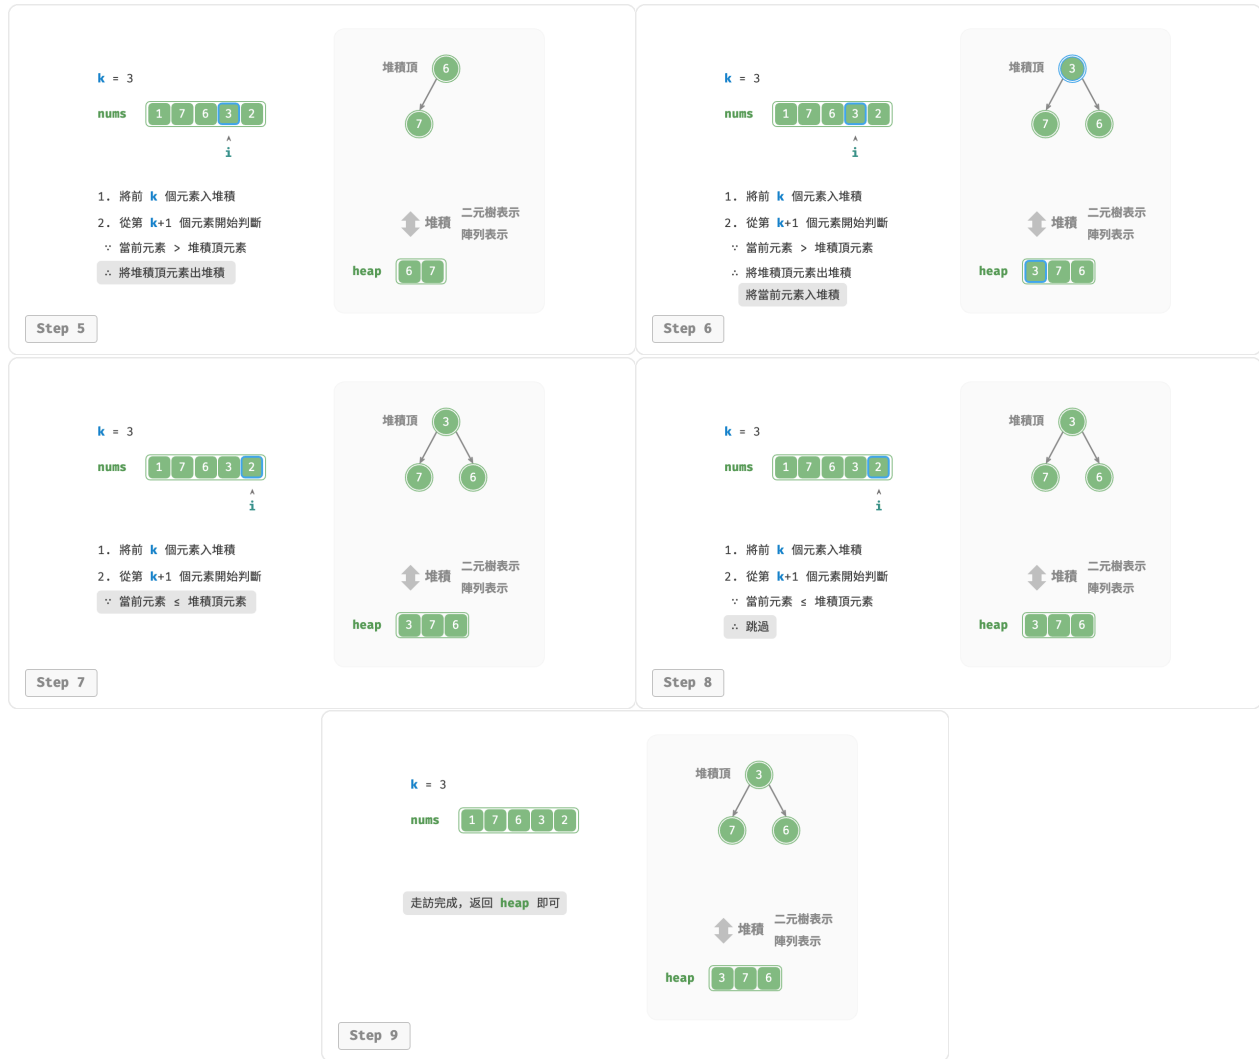 k = 3
nums 1 7 6 3 2
i
1. 將前 k 個元素入堆積
2. 從第 k+1 個元素開始判斷
∵ 當前元素 > 堆積頂元素
∴ 將堆積頂元素出堆積
堆積頂 6
7
堆積 二元樹表示
陣列表示
heap 6 7
Step 5
k = 3
nums 1 7 6 3 2
i
1. 將前 k 個元素入堆積
2. 從第 k+1 個元素開始判斷
∵ 當前元素 > 堆積頂元素
∴ 將堆積頂元素出堆積
將當前元素入堆積
堆積頂 3
7 6
堆積 二元樹表示
陣列表示
heap 3 7 6
Step 6
k = 3
nums 1 7 6 3 2
i
1. 將前 k 個元素入堆積
2. 從第 k+1 個元素開始判斷
∵ 當前元素 ≤ 堆積頂元素
堆積頂 3
7 6
堆積 二元樹表示
陣列表示
heap 3 7 6
Step 7
k = 3
nums 1 7 6 3 2
i
1. 將前 k 個元素入堆積
2. 從第 k+1 個元素開始判斷
∵ 當前元素 ≤ 堆積頂元素
∴ 跳過
堆積頂 3
7 6
堆積 二元樹表示
陣列表示
heap 3 7 6
Step 8
k = 3
nums 1 7 6 3 2
走訪完成，返回 heap 即可
堆積頂 3
7 6
堆積 二元樹表示
陣列表示
heap 3 7 6
Step 9